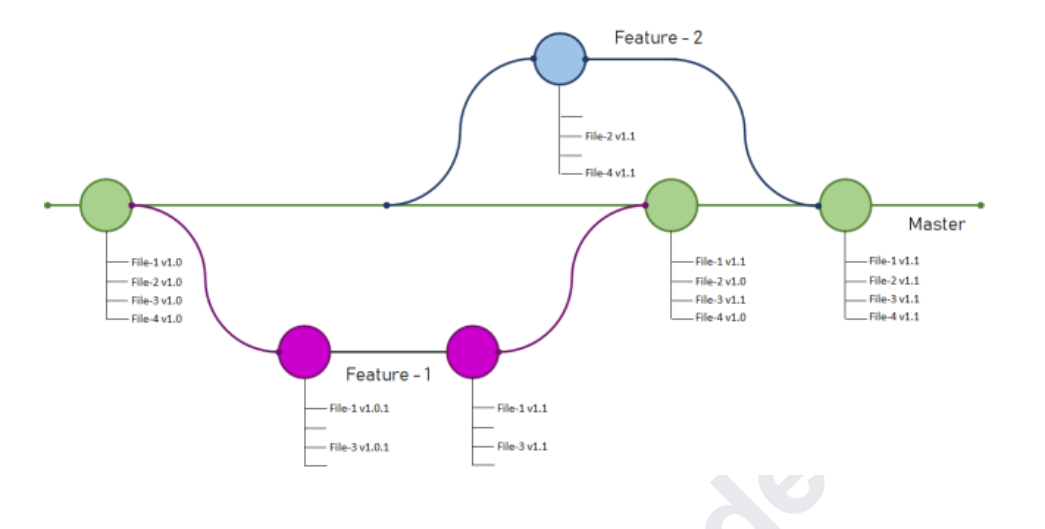 Feature - 2
File-2 v1.1
File-4 v1.1
Master
File-1 v1.0
File-2 v1.0
File-3 v1.0
File-4 v1.0
File-1 v1.1
File-2 v1.0
File-3 v1.1
File-4 v1.0
File-1 v1.1
File-2 v1.1
File-3 v1.1
File-4 v1.1
Feature - 1
File-1 v1.0.1
File-3 v1.0.1
File-1 v1.1
File-3 v1.1
de